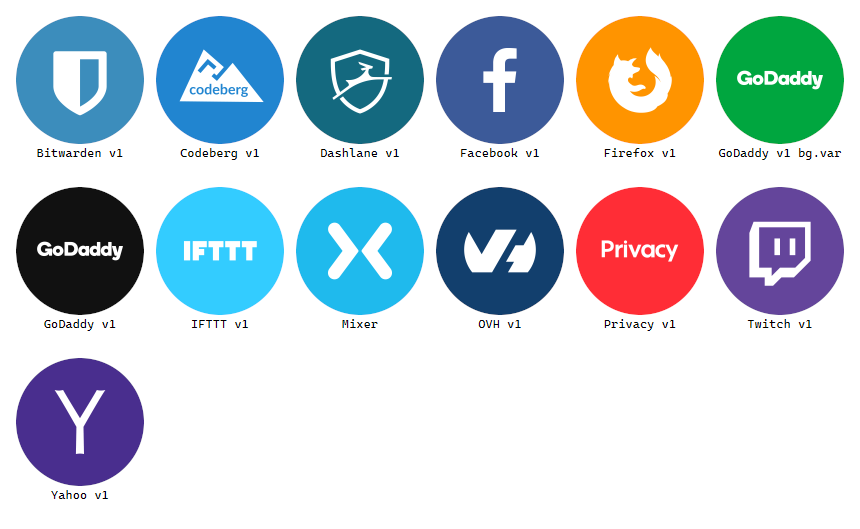 codeberg
GoDaddy
Bitwarden v1
Codeberg v1
Dashlane v1
Facebook v1
Firefox v1
GoDaddy v1 bg.var
GoDaddy
IFTTT
Privacy
GoDaddy v1
IFTTT v1
Mixer
OVH v1
Privacy v1
Twitch v1
Y
Yahoo v1